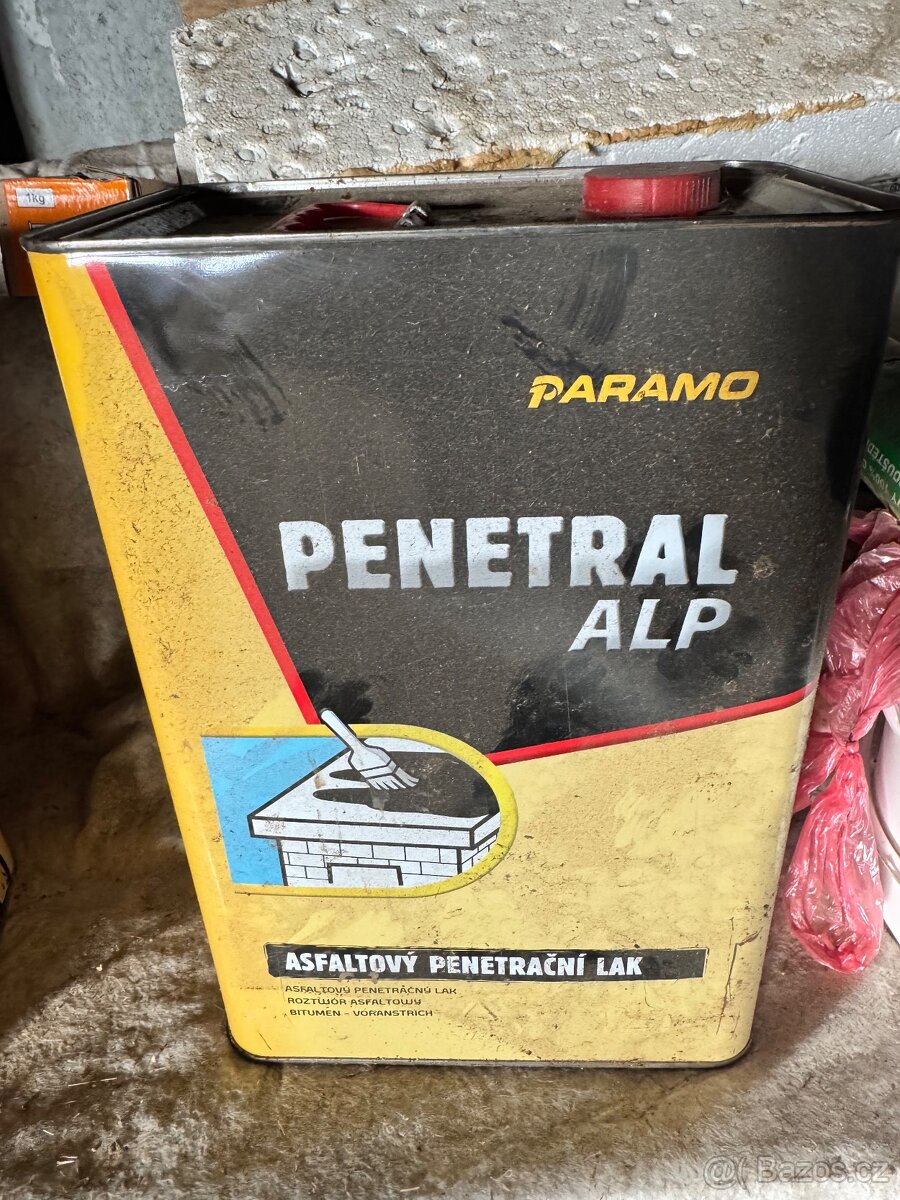 1kg
PARAMO
PENETRAL
ALP
ASFALTOVÝ PENETRAČNÍ LAK
ASFALTOVÝ PENETRAČNÝ LAK
ROZTWÓR ASFALTOWY
BITUMEN - VORANSTRICH
@( Bazos.cz